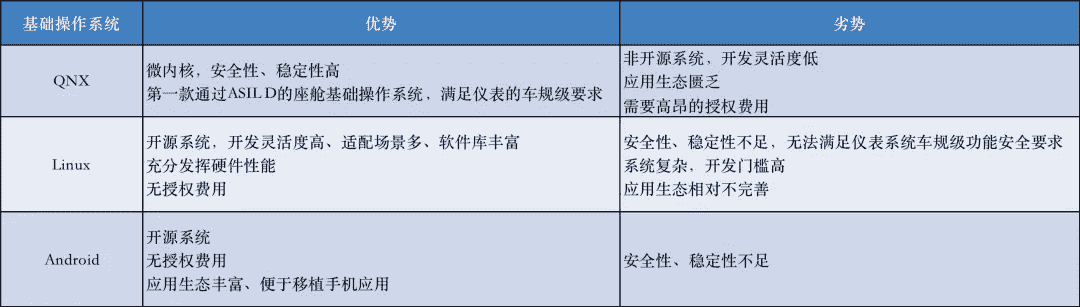 基础操作系统 优势 劣势
QNX
微内核，安全性、稳定性高
第一款通过ASIL D的座舱基础操作系统，满足仪表的车规级要求
非开源系统，开发灵活度低
应用生态匮乏
需要高昂的授权费用
Linux
开源系统，开发灵活度高、适配场景多、软件库丰富
充分发挥硬件性能
无授权费用
安全性、稳定性不足，无法满足仪表系统车规级功能安全要求
系统复杂，开发门槛高
应用生态相对不完善
Android
开源系统
无授权费用
应用生态丰富、便于移植手机应用
安全性、稳定性不足